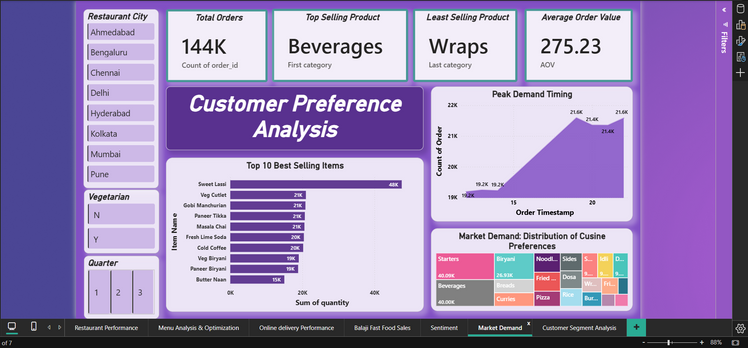 Restaurant City
Ahmedabad
Bengaluru
Chennai
Delhi
Hyderabad
Kolkata
Mumbai
Pune
Vegetarian
N
Y
Quarter
1 2 3
Total Orders
144K
Count of order_id
Top Selling Product
Beverages
First category
Least Selling Product
Wraps
Last category
Average Order Value
275.23
AOV
Customer Preference
Analysis
Peak Demand Timing
Count of Order
22K
21K
20K
19K
19.2K
19.2K
19.2K
21.6K
21.4K
21.4K
21.6K
15
20
Order Timestamp
Top 10 Best Selling Items
Item Name
Sweet Lassi 48K
Veg Cutlet 21K
Gobi Manchurian 21K
Paneer Tikka 21K
Masala Chai 21K
Fresh Lime Soda 20K
Cold Coffee 20K
Veg Biryani 19K
Paneer Biryani 19K
Butter Naan 15K
0K 20K 40K
Sum of quantity
Market Demand: Distribution of Cusine
Preferences
Starters
40.09K
Beverages
40.00K
Biryani
Breads
Curries
Noodl...
Fried ...
Pizza
Sides
Dosa
Rice
S...
Idli
D...
Wi...
Fri...
Bur...
Filters
Restaurant Performance
Menu Analysis & Optimization
Online delivery Performance
Balaji Fast Food Sales
Sentiment
Market Demand x
Customer Segment Analysis
+
of 7
- + 88%